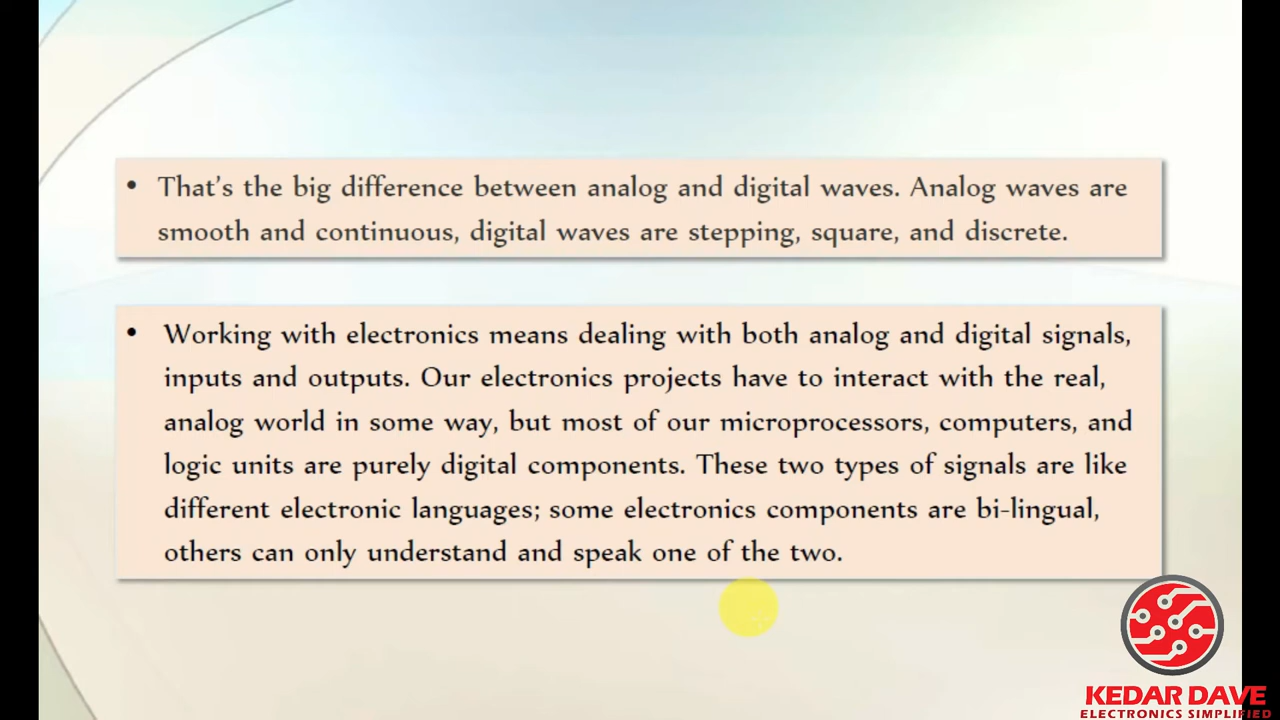 • That's the big difference between analog and digital waves. Analog waves are
smooth and continuous, digital waves are stepping, square, and discrete.
• Working with electronics means dealing with both analog and digital signals,
inputs and outputs. Our electronics projects have to interact with the real,
analog world in some way, but most of our microprocessors, computers, and
logic units are purely digital components. These two types of signals are like
different electronic languages; some electronics components are bi-lingual,
others can only understand and speak one of the two.
KEDAR DAVE
ELECTRONICS SIMPLIFIED